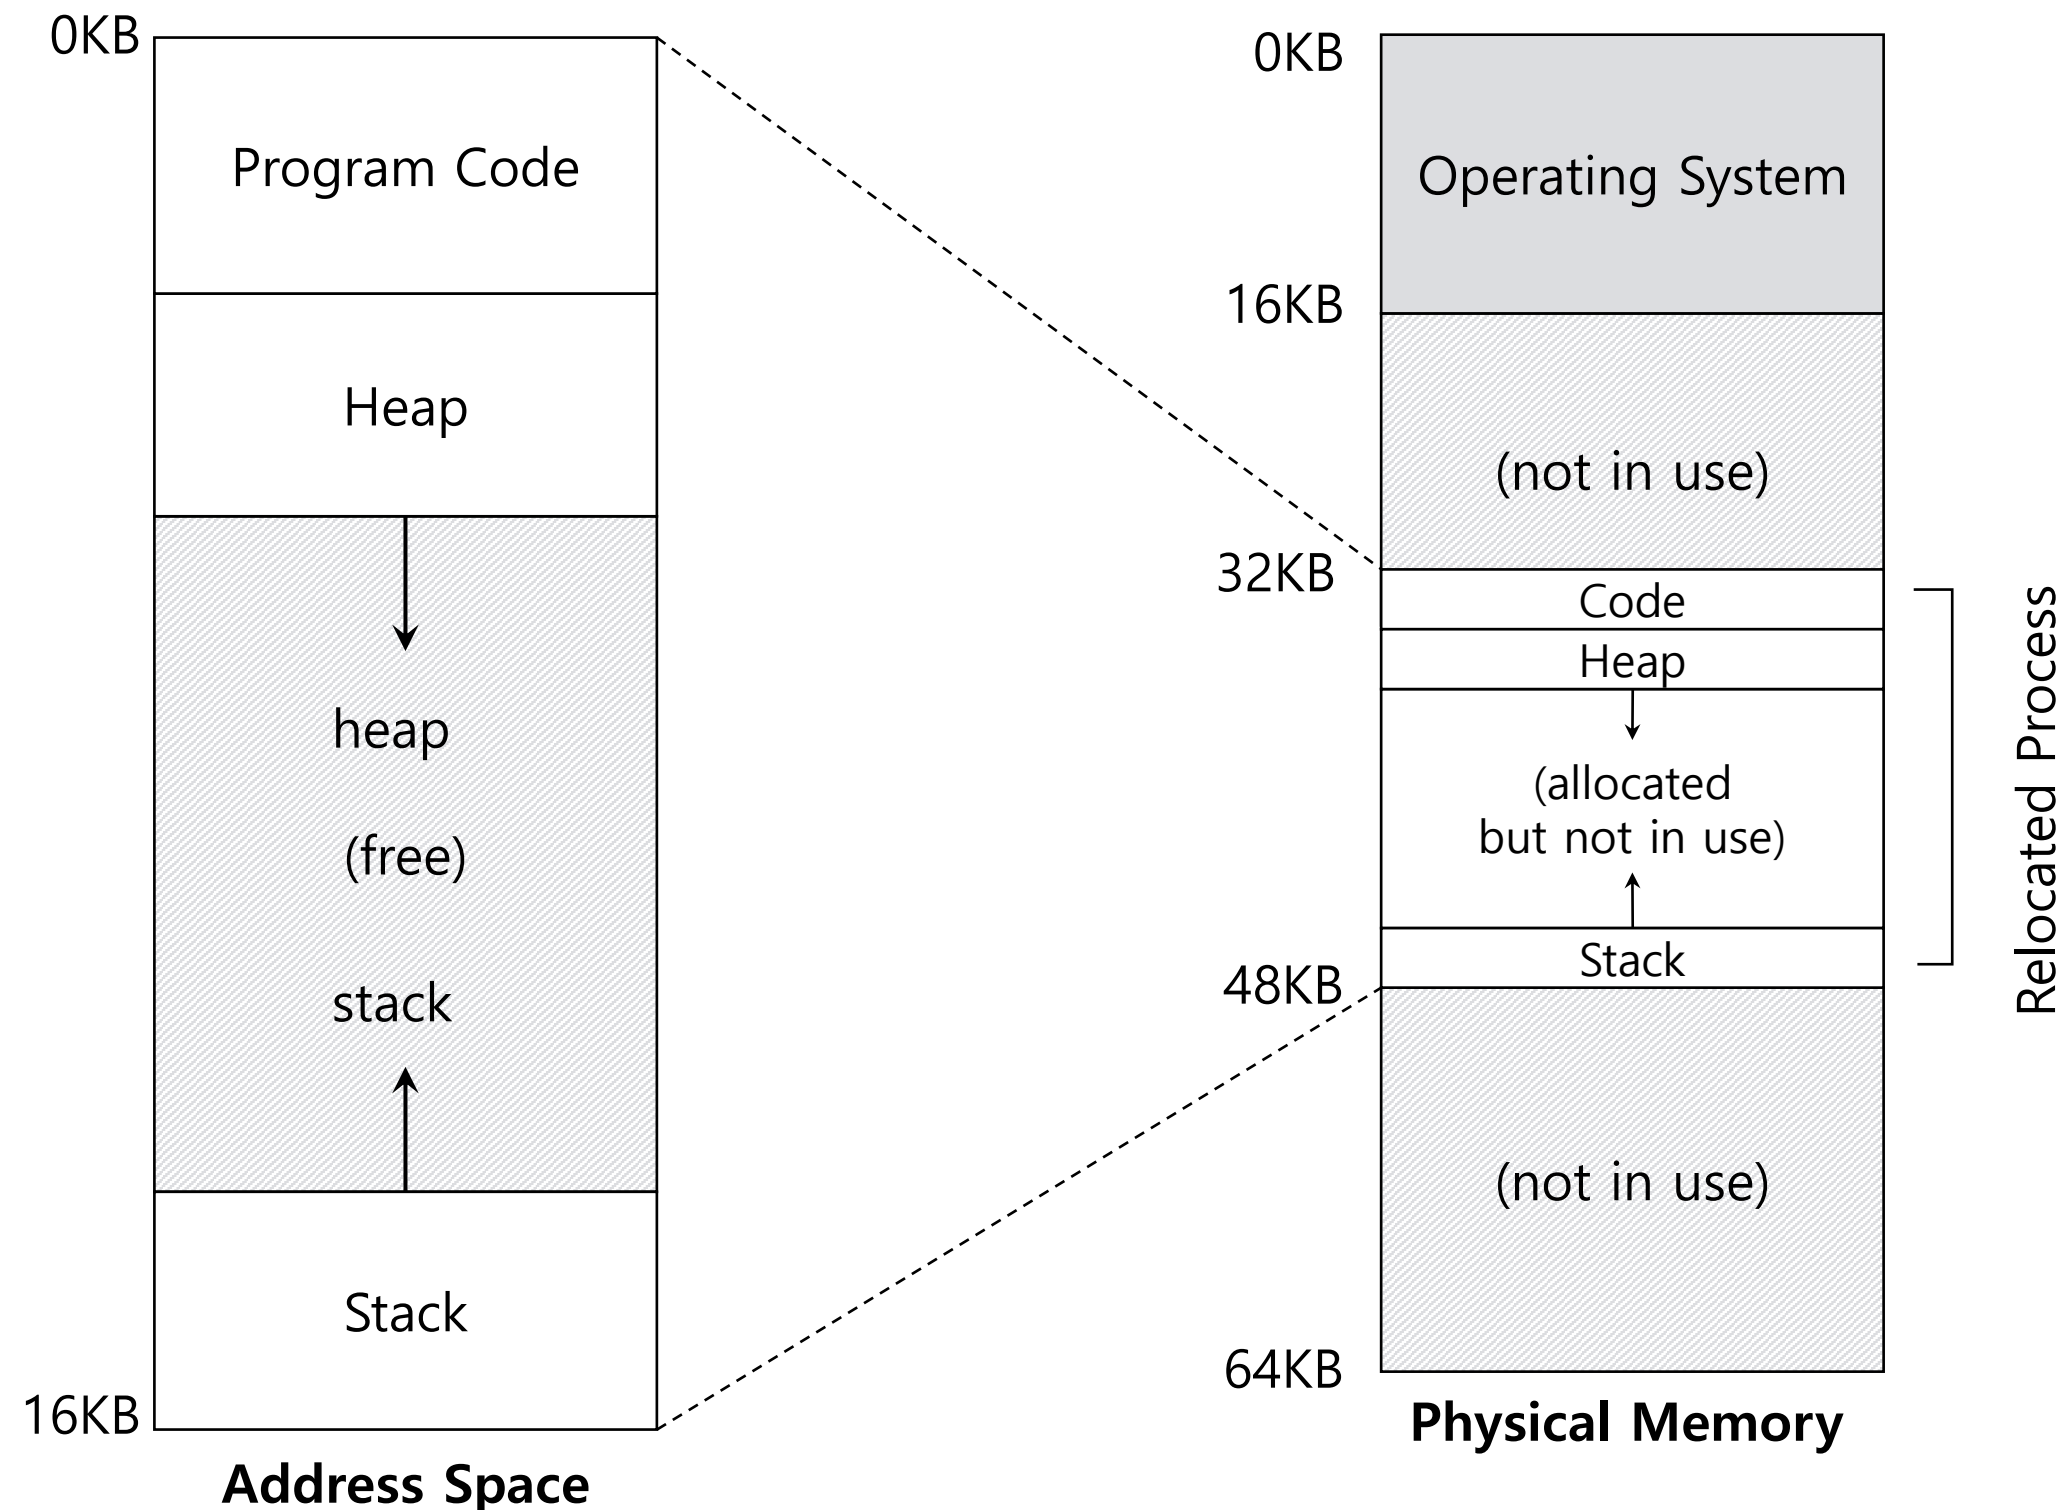 0KB
Program Code
Heap
heap
(free)
stack
Stack
16KB
Address Space
0KB
Operating System
16KB
(not in use)
32KB
Code
Heap
(allocated
but not in use)
Stack
48KB
(not in use)
64KB
Physical Memory
Relocated Process